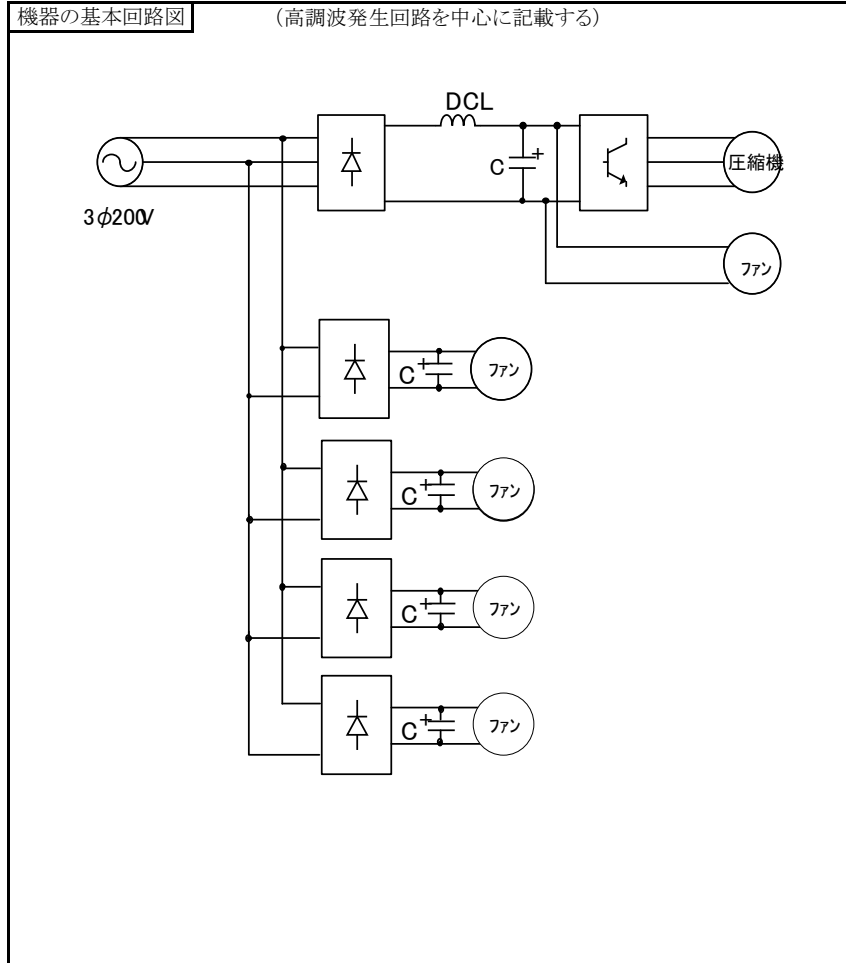 機器の基本回路図 (高調波発生回路を中心に記載する)
DCL
C +
圧縮機
3φ200V
ファン
C + ファン
C + ファン
C + ファン
C + ファン